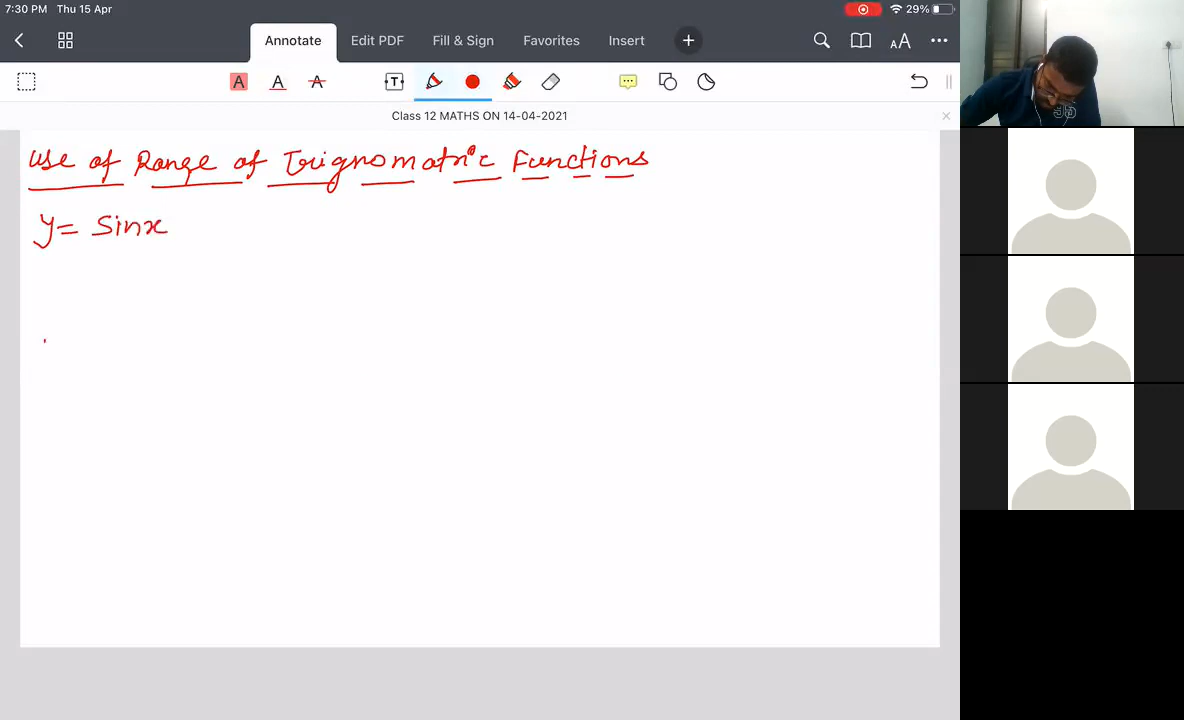 7:30 PM Thu 15 Apr 29%
Annotate Edit PDF Fill & Sign Favorites Insert
Class 12 MATHS ON 14-04-2021
Use of Range of Trignomatric Functions
y= Sinx